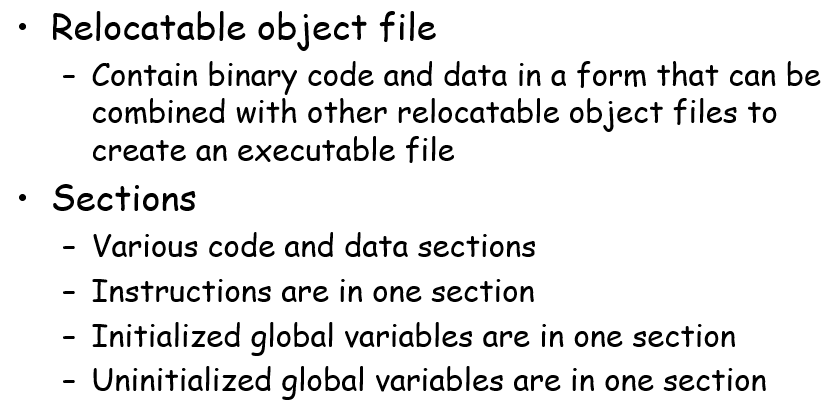 • Relocatable object file
– Contain binary code and data in a form that can be
combined with other relocatable object files to
create an executable file
• Sections
– Various code and data sections
– Instructions are in one section
– Initialized global variables are in one section
– Uninitialized global variables are in one section